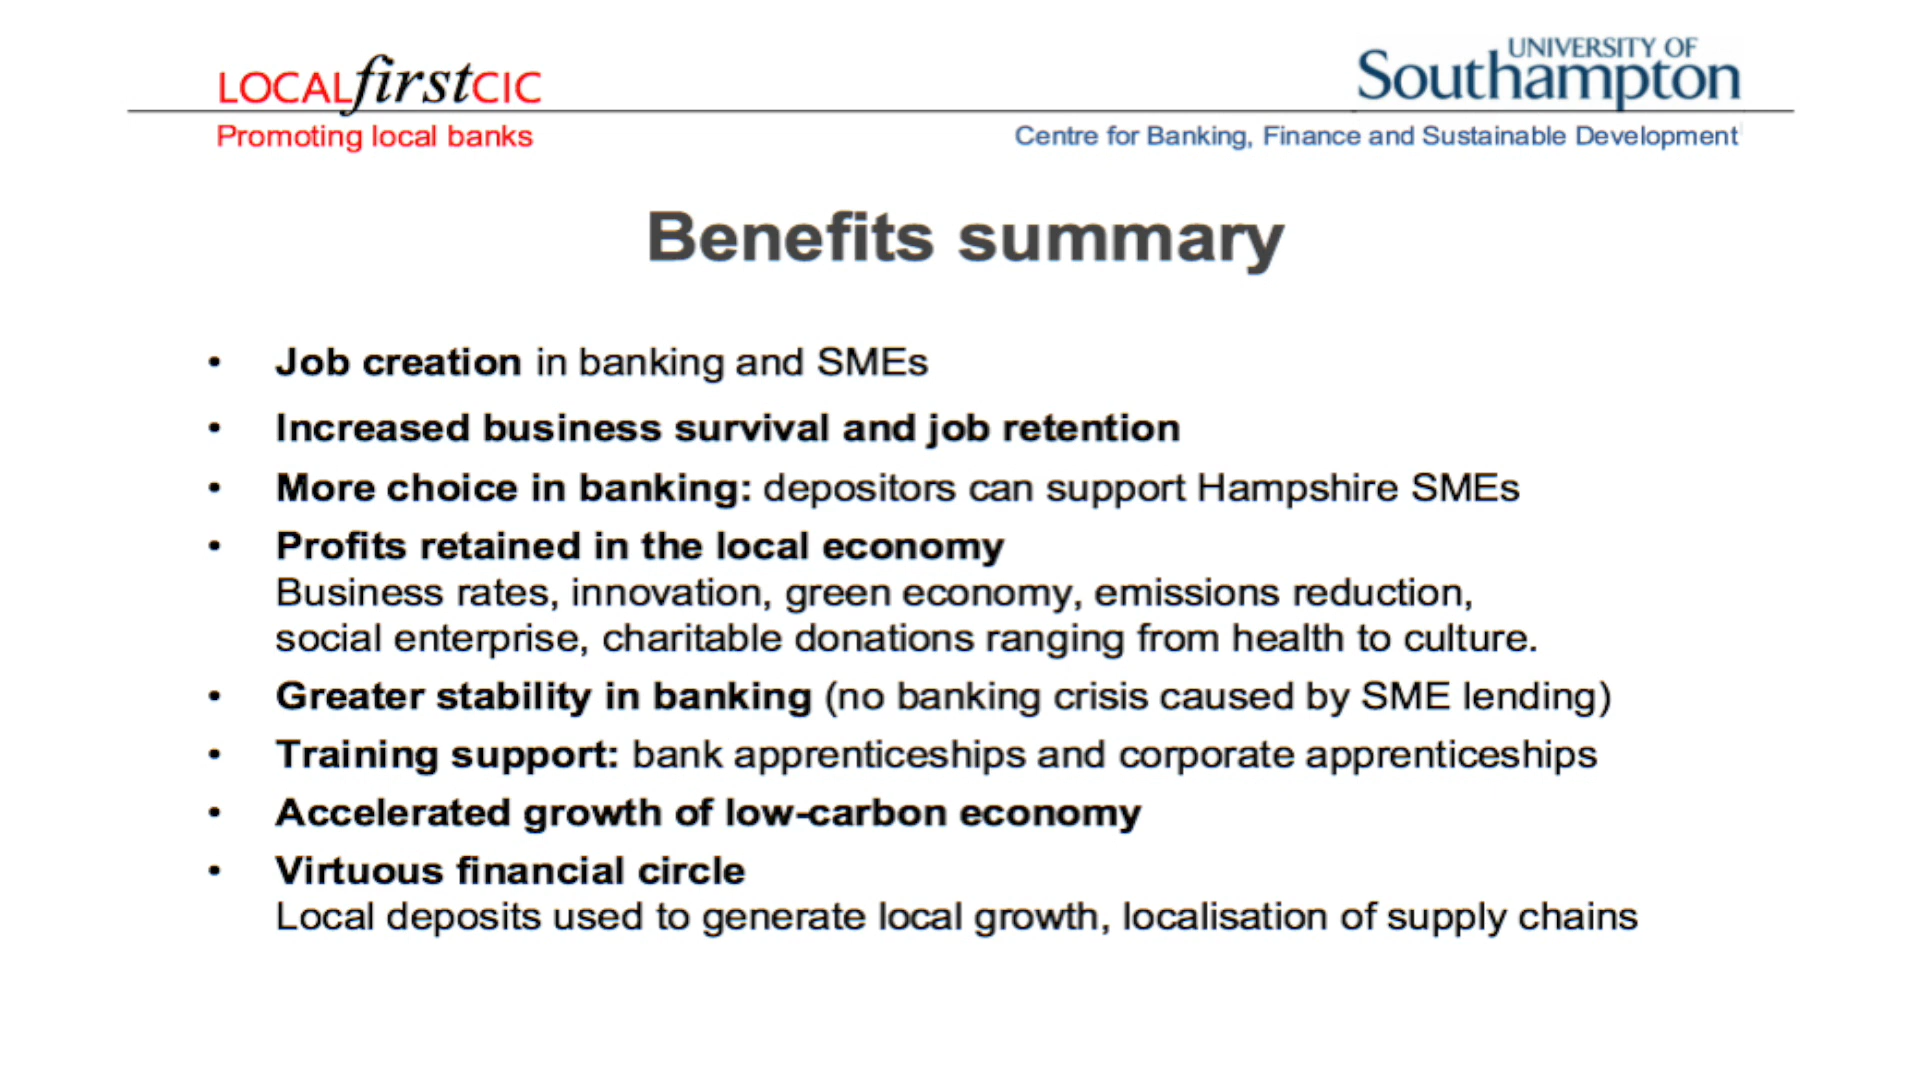 LOCALfirstCIC
Promoting local banks
UNIVERSITY OF
Southampton
Centre for Banking, Finance and Sustainable Development
Benefits summary
• Job creation in banking and SMEs
• Increased business survival and job retention
• More choice in banking: depositors can support Hampshire SMEs
• Profits retained in the local economy
Business rates, innovation, green economy, emissions reduction,
social enterprise, charitable donations ranging from health to culture.
• Greater stability in banking (no banking crisis caused by SME lending)
• Training support: bank apprenticeships and corporate apprenticeships
• Accelerated growth of low-carbon economy
• Virtuous financial circle
Local deposits used to generate local growth, localisation of supply chains